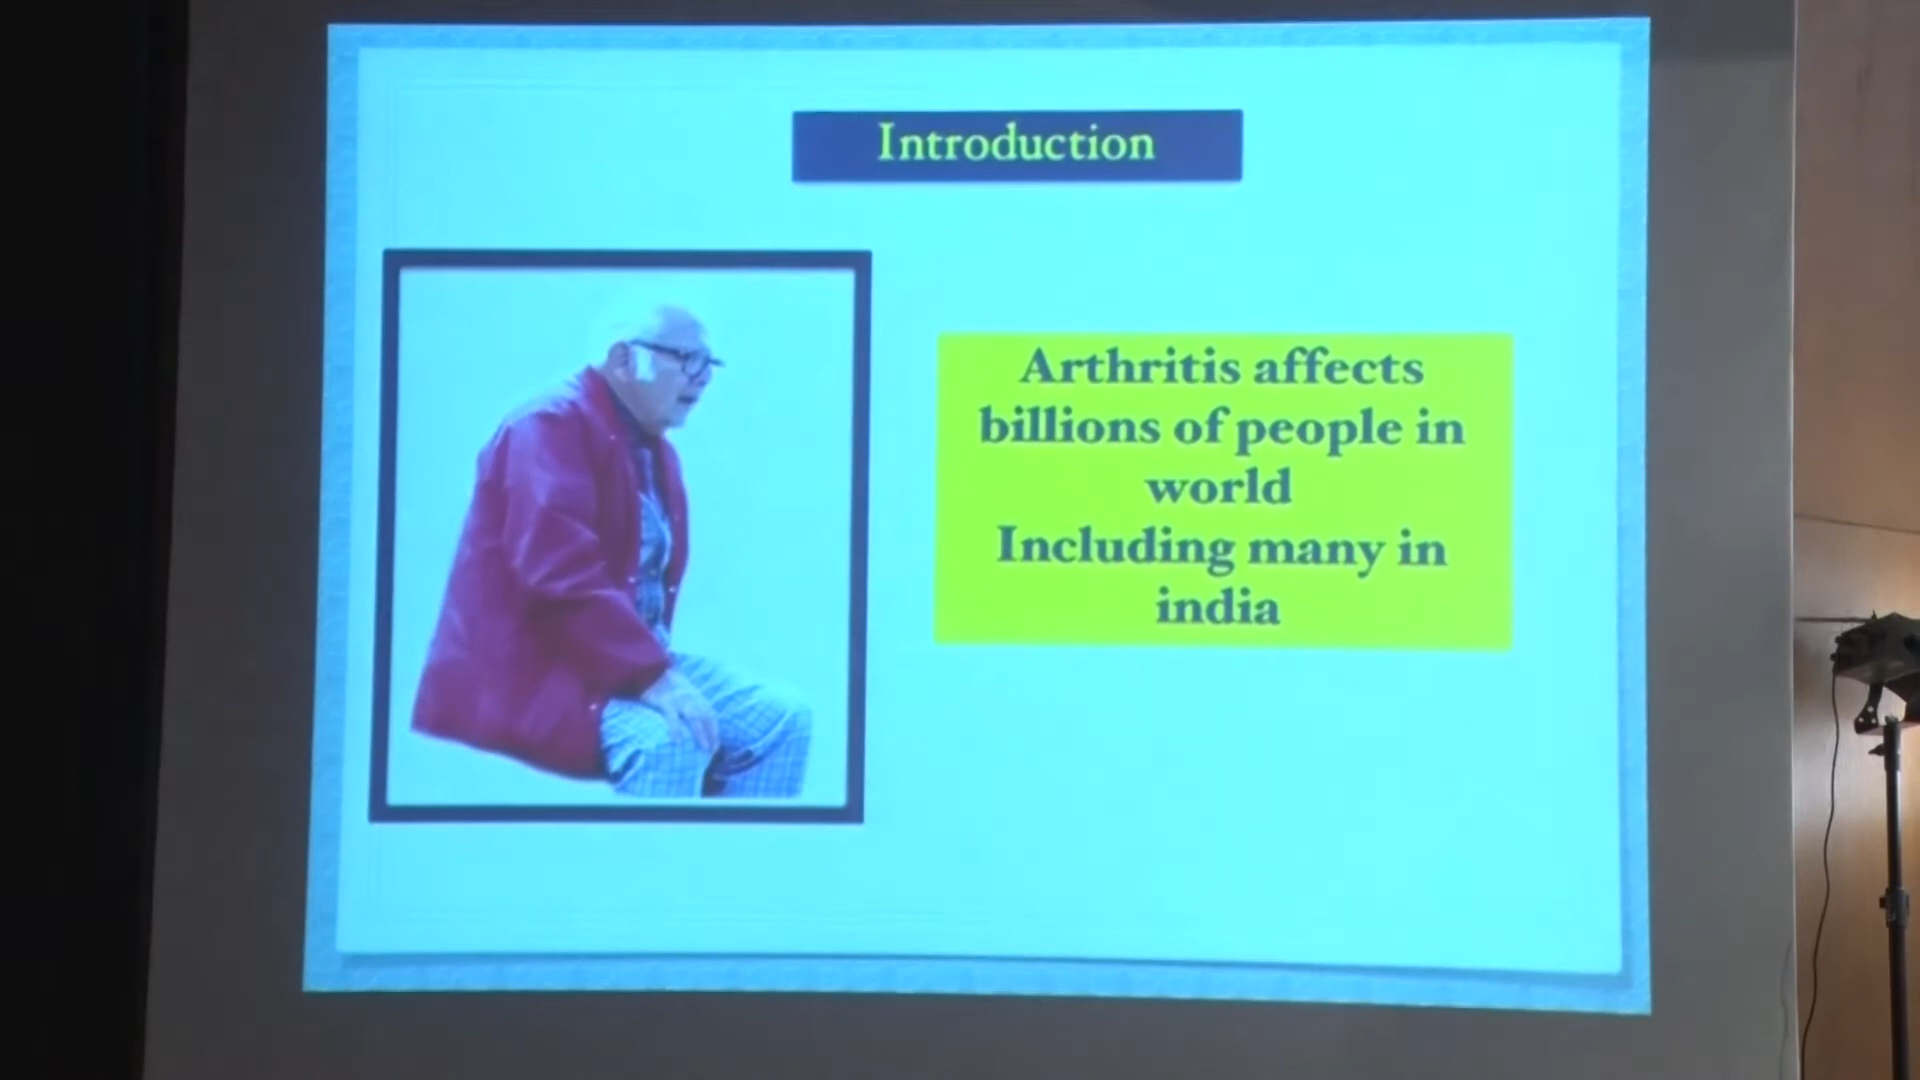 Introduction
Arthritis affects
billions of people in
world
Including many in
india